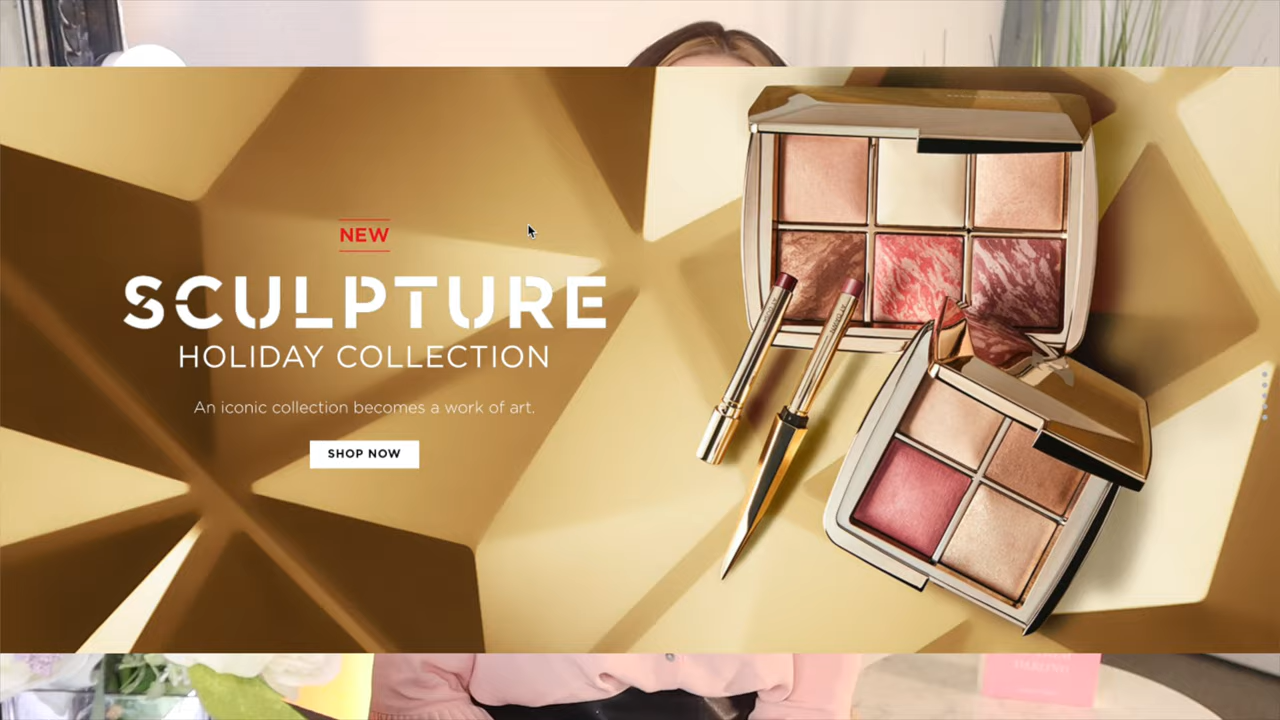 NEW
SCULPTURE
HOLIDAY COLLECTION
An iconic collection becomes a work of art.
SHOP NOW